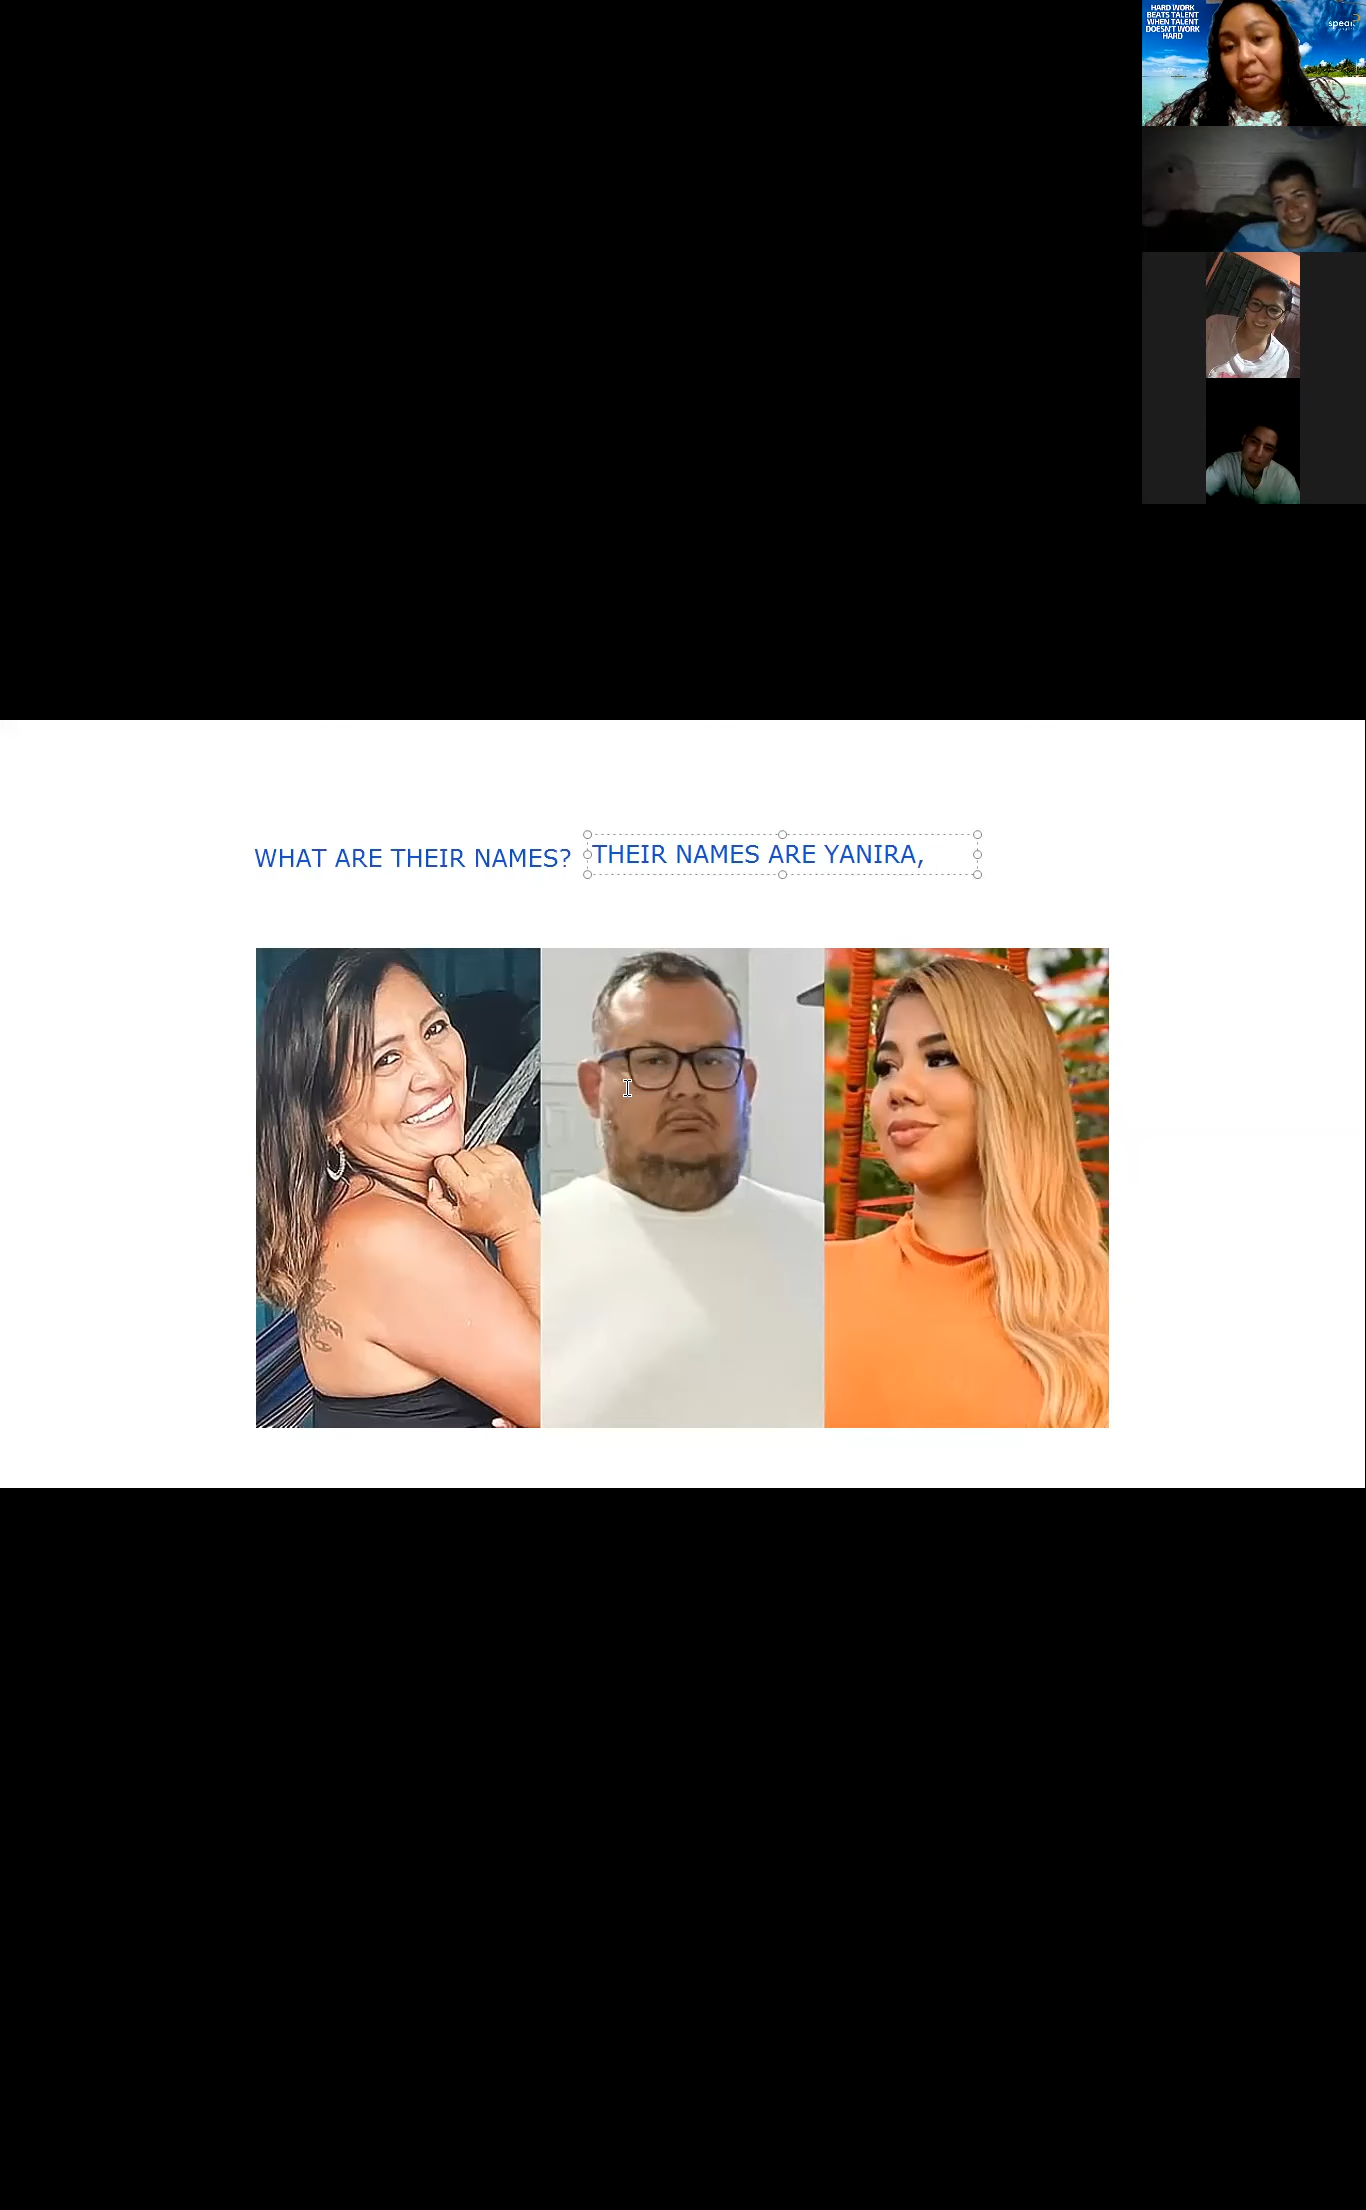 HARD WORK
BEATS TALENT
WHEN TALENT
DOESN'T WORK
HARD
WHAT ARE THEIR NAMES? THEIR NAMES ARE YANIRA,